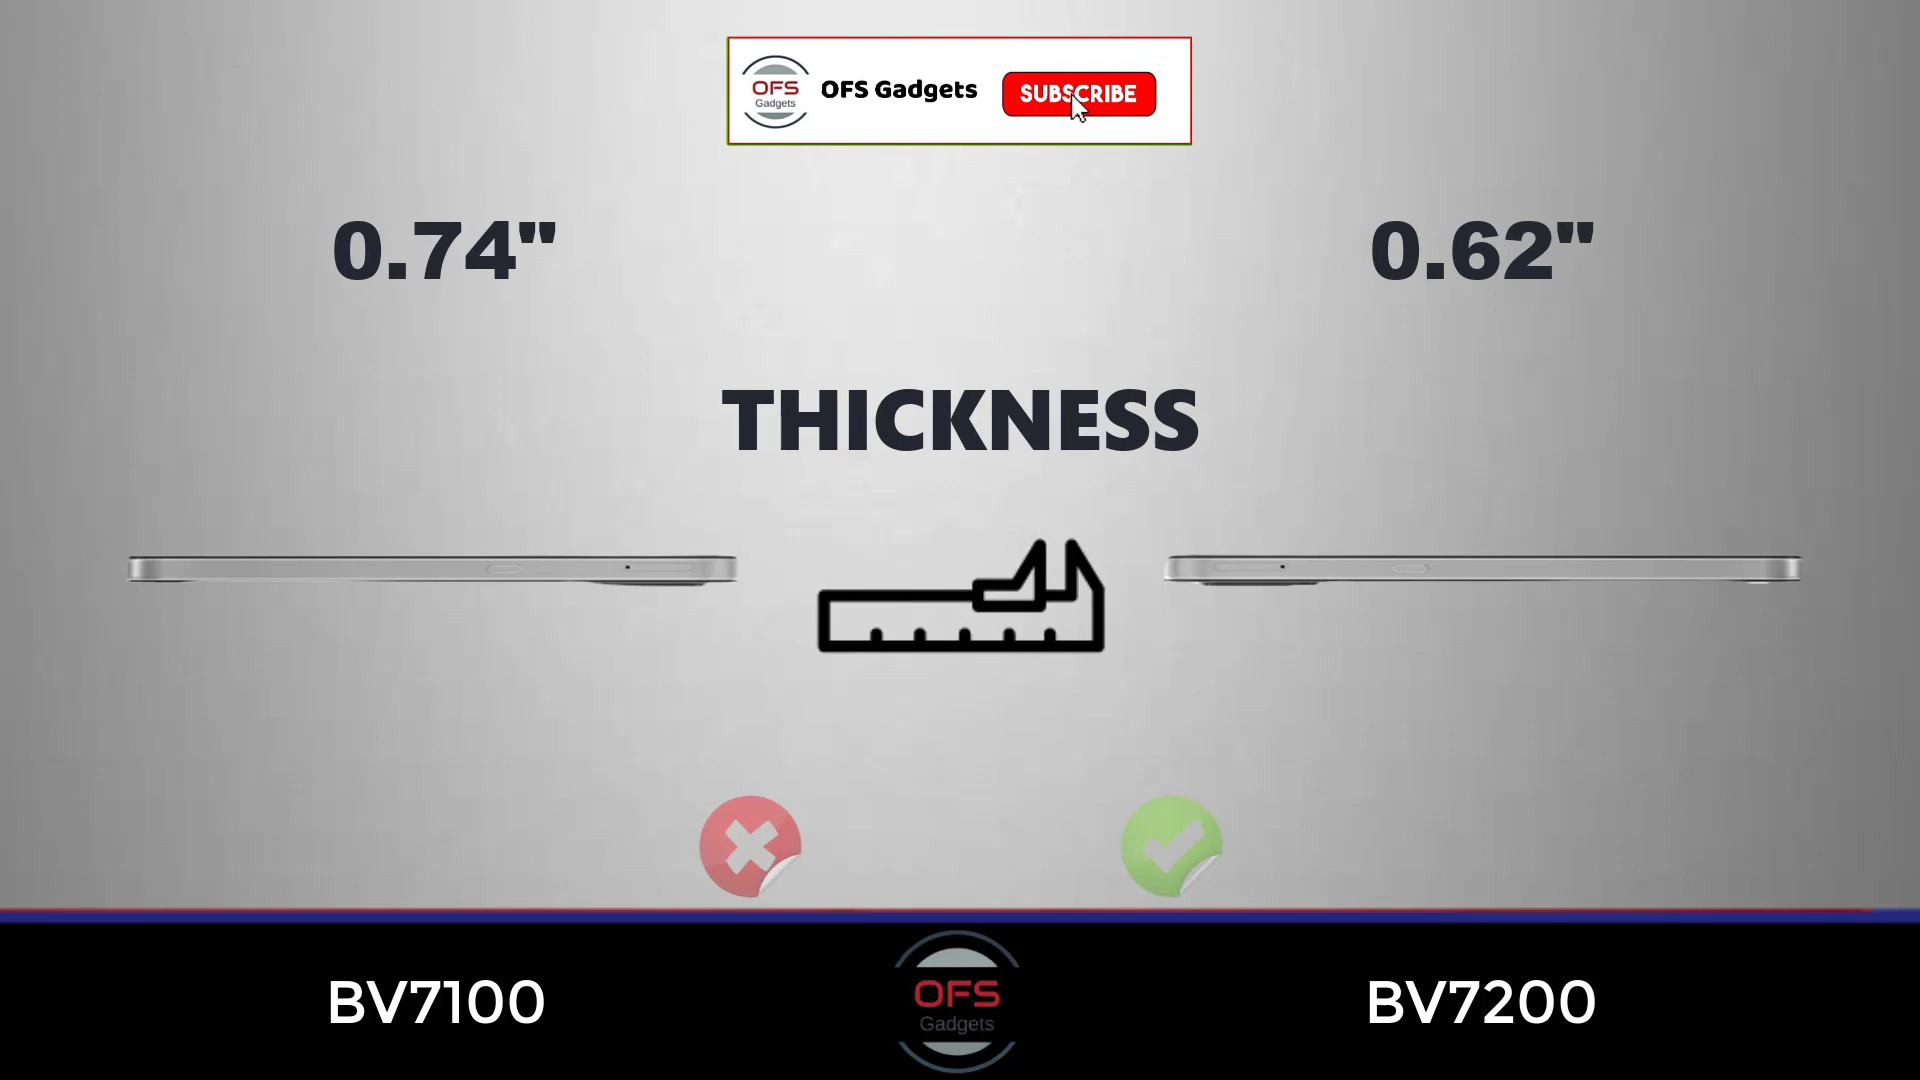 OFS
Gadgets
OFS Gadgets
SUBSCRIBE
0.74"
0.62"
THICKNESS
BV7100
OFS
Gadgets
BV7200